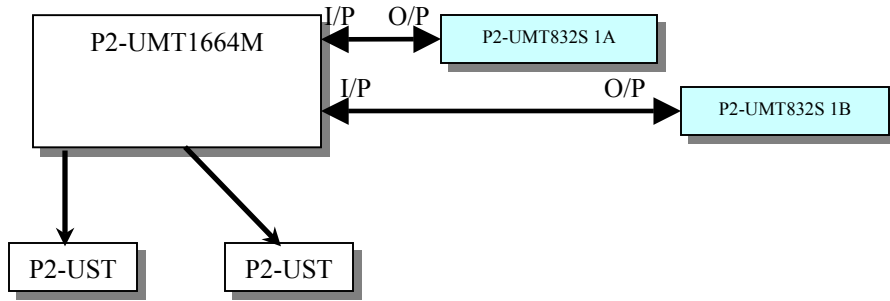 P2-UMT1664M
I/P O/P
P2-UMT832S 1A
I/P O/P
P2-UMT832S 1B
P2-UST
P2-UST